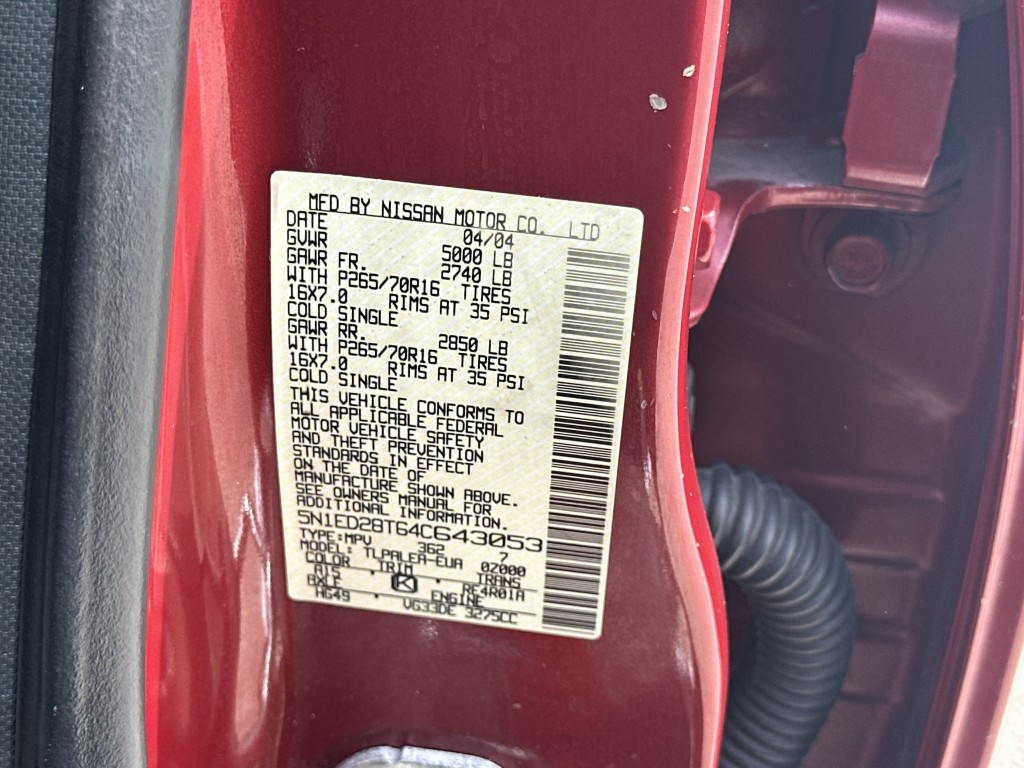 MFD BY NISSAN MOTOR CO. LTD
DATE 04/04
GVWR 5000 LB
GAWR FR. 2740 LB
WITH P265/70R16 TIRES
16X7.0 RIMS AT 35 PSI
COLD SINGLE
GAWR RR. 2850 LB
WITH P265/70R16 TIRES
16X7.0 RIMS AT 35 PSI
COLD SINGLE
THIS VEHICLE CONFORMS TO
ALL APPLICABLE FEDERAL
MOTOR VEHICLE SAFETY
AND THEFT PREVENTION
STANDARDS IN EFFECT
ON THE DATE OF
MANUFACTURE SHOWN ABOVE.
SEE OWNERS MANUAL FOR
ADDITIONAL INFORMATION.
5N1ED28T64C643053
TYPE:MPV 362 7
MODEL: TLPALEA-EUA 0Z000
COLOR TRIM TRANS
A15 K RE4R01A
AXLE ENGINE
HG49 VG33DE 3275CC